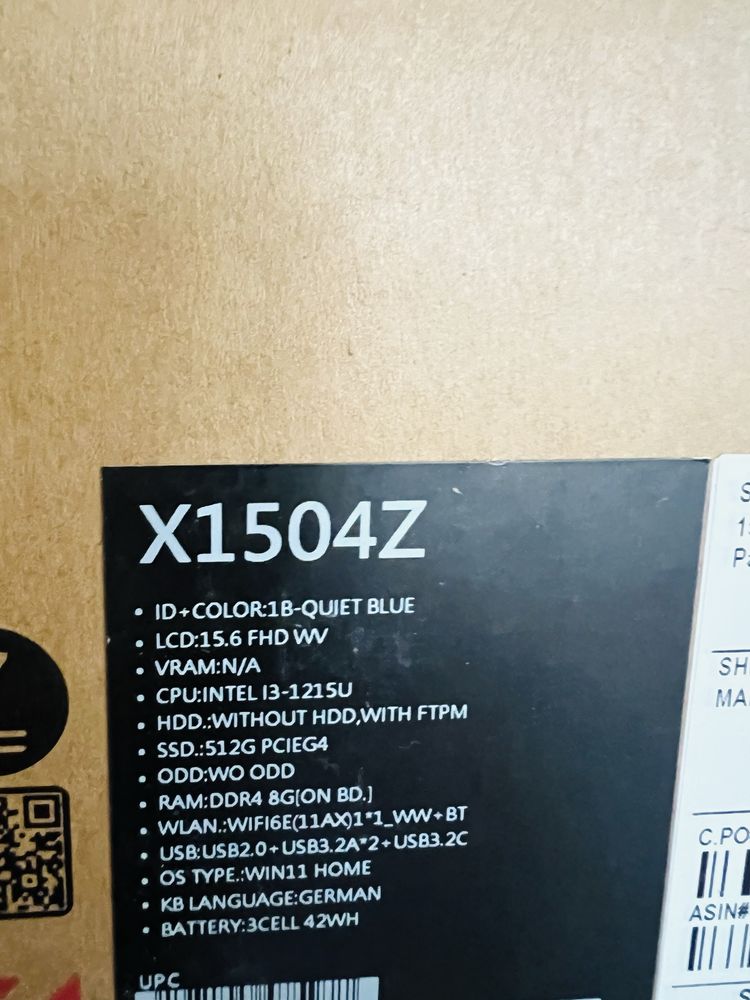 X1504Z
• ID+COLOR:1B-QUIET BLUE
• LCD:15.6 FHD WV
• VRAM:N/A
• CPU:INTEL I3-1215U
• HDD.:WITHOUT HDD,WITH FTPM
• SSD.:512G PCIEG4
• ODD:WO ODD
• RAM:DDR4 8G[ON BD.]
• WLAN.:WIFI6E(11AX)1*1_WW+BT
• USB:USB2.0+USB3.2A*2+USB3.2C
• OS TYPE.:WIN11 HOME
• KB LANGUAGE:GERMAN
• BATTERY:3CELL 42WH
UPC
C.PO
ASIN#